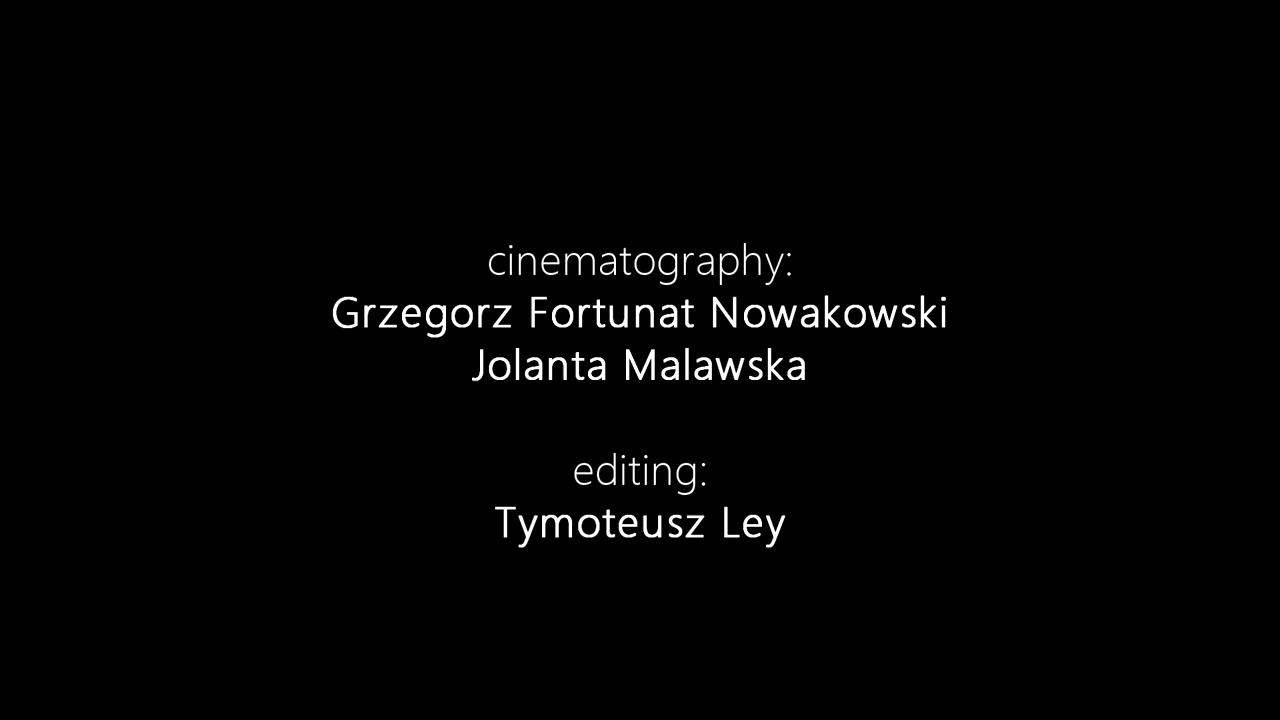 cinematography:
Grzegorz Fortunat Nowakowski
Jolanta Malawska
editing:
Tymoteusz Ley